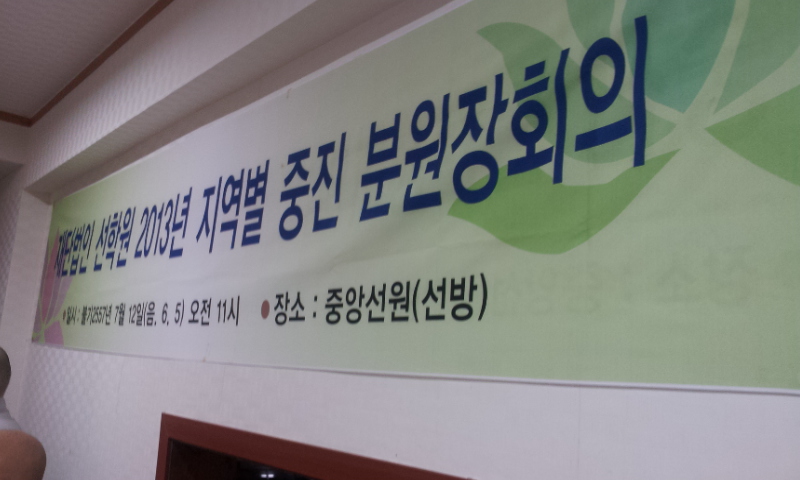 재단법인 선학원 2013년 지역별 중진 분원장회의
일시 : 불기2557년 7월 12일(음. 6. 5) 오전 11시 ● 장소 : 중앙선원(선방)